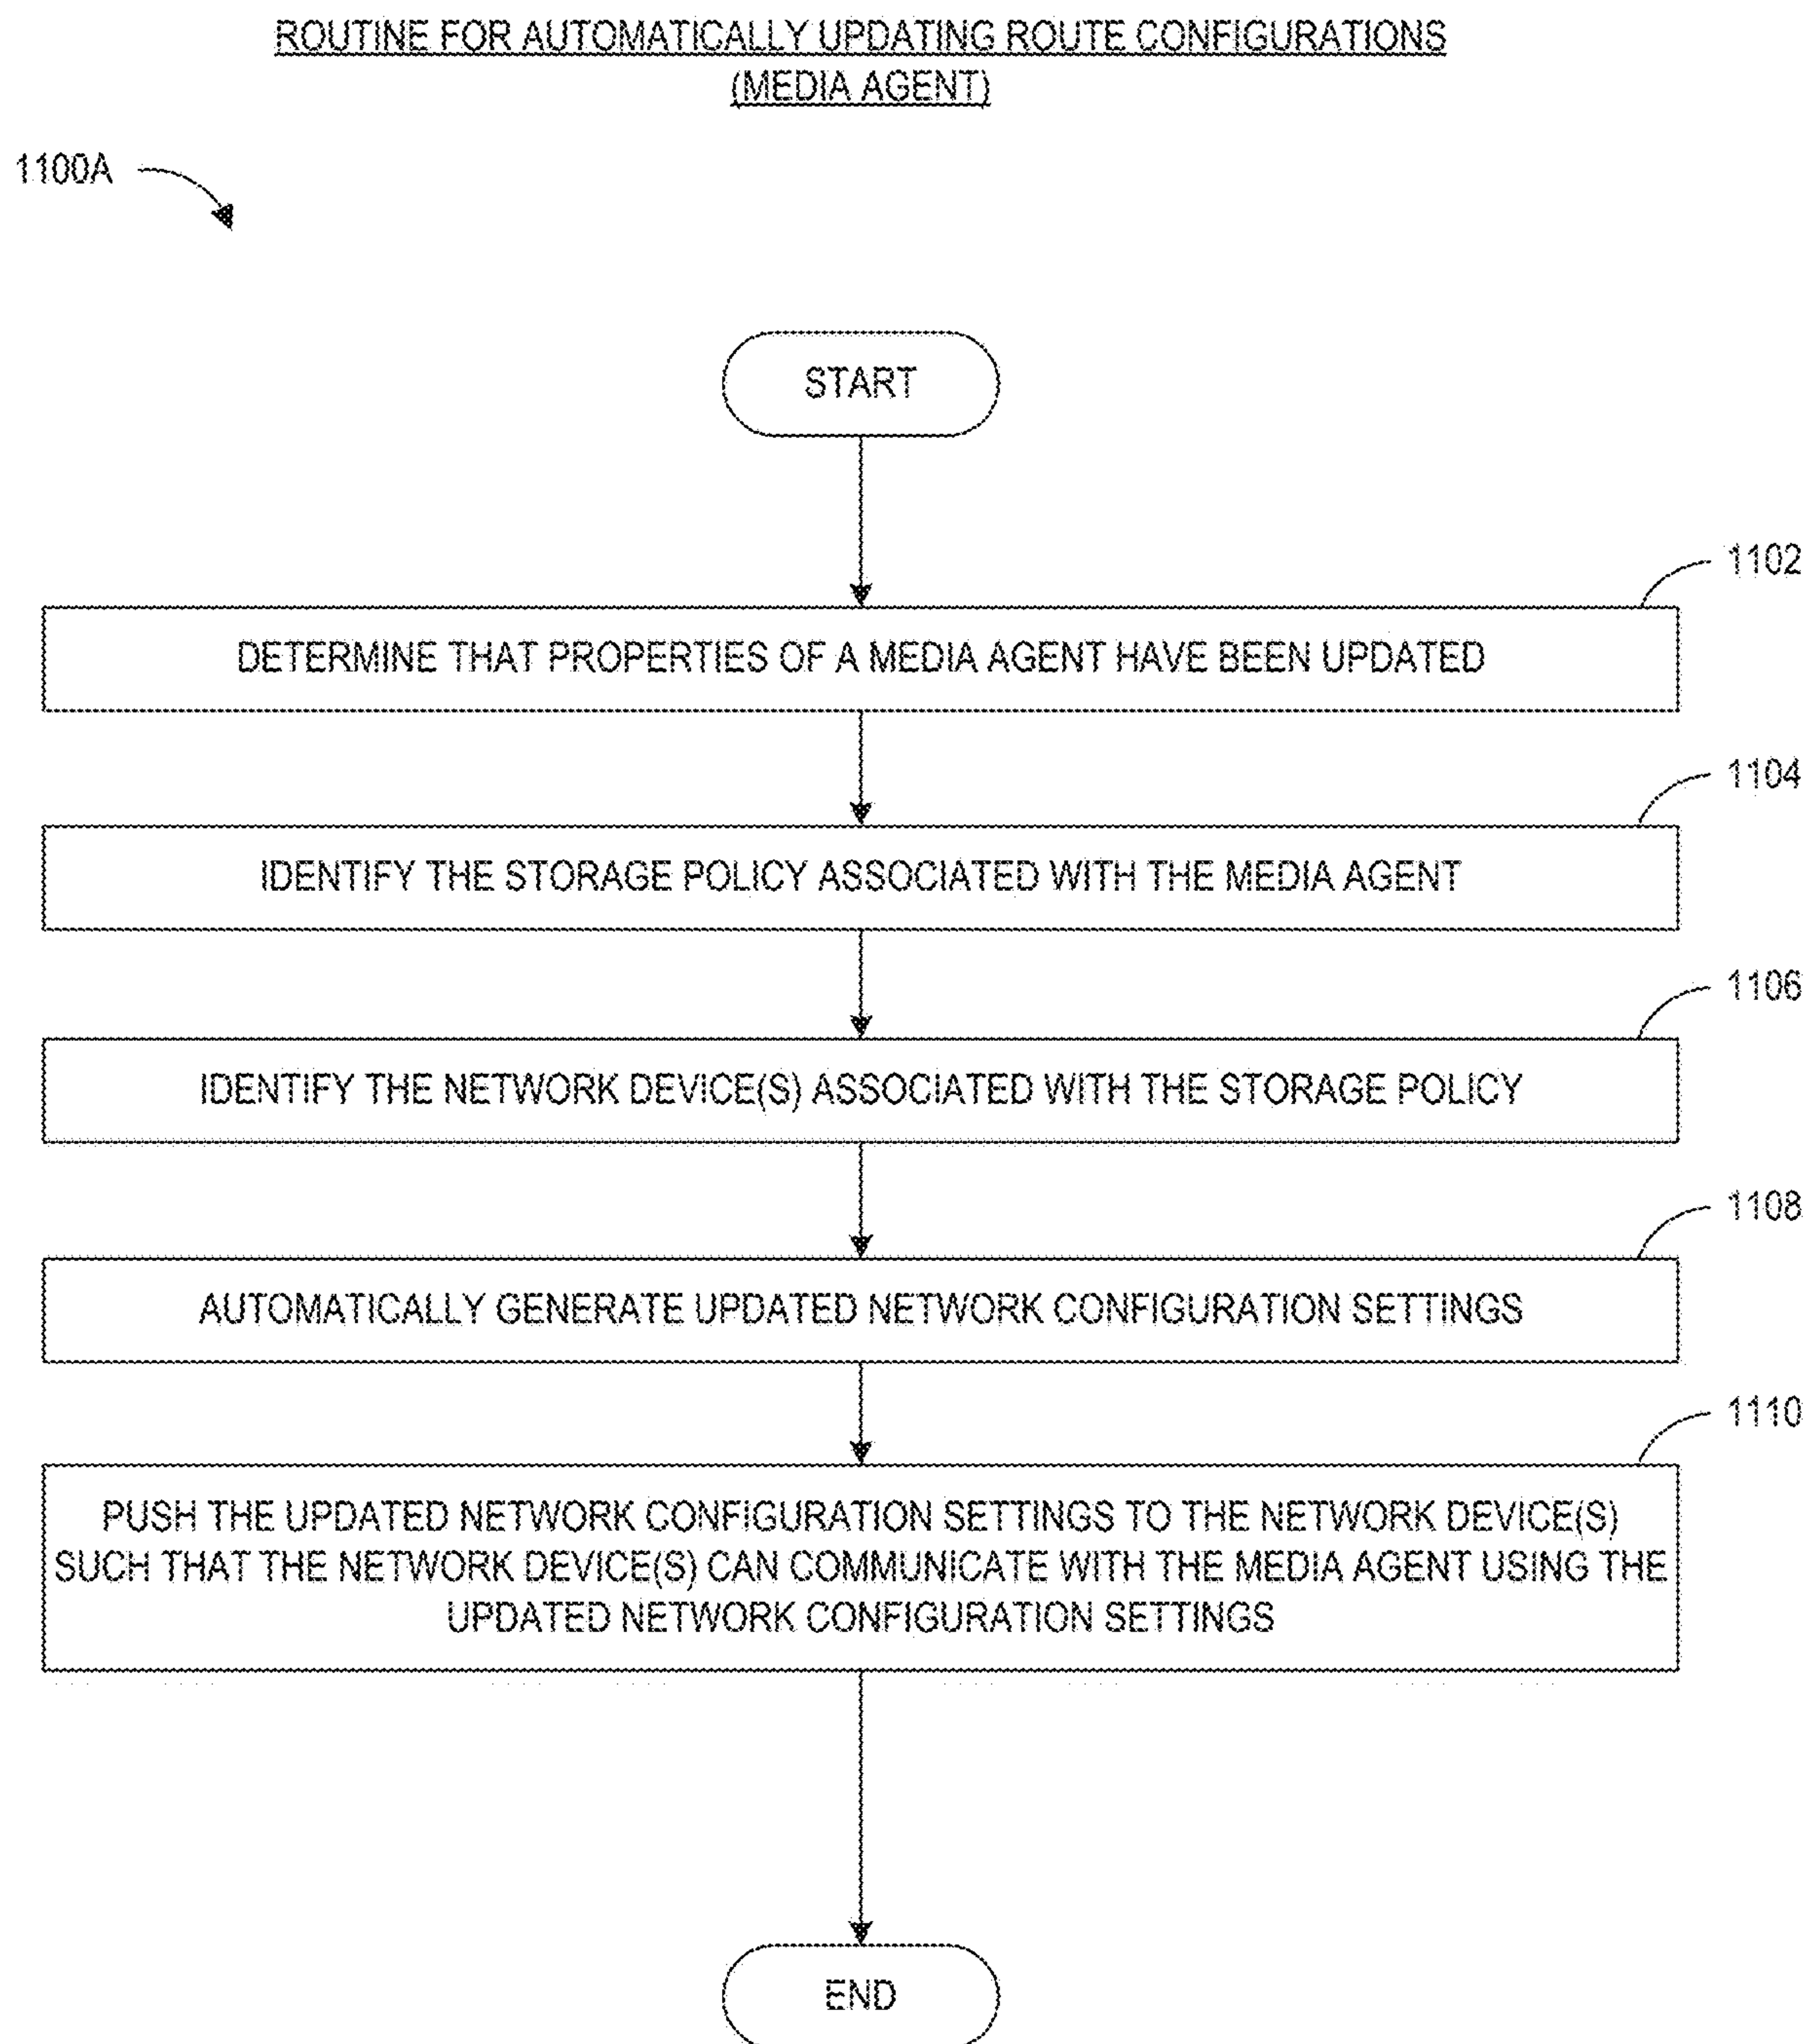 ROUTINE FOR AUTOMATICALLY UPDATING ROUTE CONFIGURATIONS
(MEDIA AGENT)
1100A
START
1102
DETERMINE THAT PROPERTIES OF A MEDIA AGENT HAVE BEEN UPDATED
1104
IDENTIFY THE STORAGE POLICY ASSOCIATED WITH THE MEDIA AGENT
1106
IDENTIFY THE NETWORK DEVICE(S) ASSOCIATED WITH THE STORAGE POLICY
1108
AUTOMATICALLY GENERATE UPDATED NETWORK CONFIGURATION SETTINGS
1110
PUSH THE UPDATED NETWORK CONFIGURATION SETTINGS TO THE NETWORK DEVICE(S)
SUCH THAT THE NETWORK DEVICE(S) CAN COMMUNICATE WITH THE MEDIA AGENT USING THE
UPDATED NETWORK CONFIGURATION SETTINGS
END